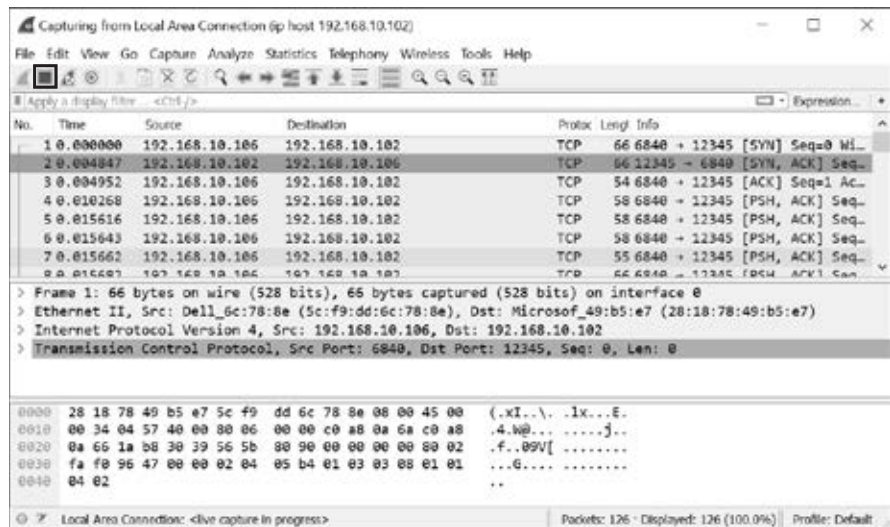 Capturing from Local Area Connection (ip host 192.168.10.102)
File Edit View Go Capture Analyze Statistics Telephony Wireless Tools Help
Apply a display filter ... <Ctrl-/> Expression... +
No. Time Source Destination Protoc Lengt Info
1 0.000000 192.168.10.106 192.168.10.102 TCP 66 6840 → 12345 [SYN] Seq=0 Wi…
2 0.004847 192.168.10.102 192.168.10.106 TCP 66 12345 → 6840 [SYN, ACK] Seq…
3 0.004952 192.168.10.106 192.168.10.102 TCP 54 6840 → 12345 [ACK] Seq=1 Ac…
4 0.010268 192.168.10.106 192.168.10.102 TCP 58 6840 → 12345 [PSH, ACK] Seq…
5 0.015616 192.168.10.106 192.168.10.102 TCP 58 6840 → 12345 [PSH, ACK] Seq…
6 0.015643 192.168.10.106 192.168.10.102 TCP 58 6840 → 12345 [PSH, ACK] Seq…
7 0.015662 192.168.10.106 192.168.10.102 TCP 55 6840 → 12345 [PSH, ACK] Seq…
> Frame 1: 66 bytes on wire (528 bits), 66 bytes captured (528 bits) on interface 0
> Ethernet II, Src: Dell_6c:78:8e (5c:f9:dd:6c:78:8e), Dst: Microsof_49:b5:e7 (28:18:78:49:b5:e7)
> Internet Protocol Version 4, Src: 192.168.10.106, Dst: 192.168.10.102
> Transmission Control Protocol, Src Port: 6840, Dst Port: 12345, Seq: 0, Len: 0
0000 28 18 78 49 b5 e7 5c f9 dd 6c 78 8e 08 00 45 00 (.xI..\. .lx...E.
0010 00 34 04 57 40 00 80 06 00 00 c0 a8 0a 6a c0 a8 .4.W@... .....j..
0020 0a 66 1a b8 30 39 56 5b 80 90 00 00 00 00 80 02 .f..09V[ ........
0030 fa f0 96 47 00 00 02 04 05 b4 01 03 03 08 01 01 ...G.... ........
0040 04 02 ..
Local Area Connection: <live capture in progress> Packets: 126 · Displayed: 126 (100.0%) Profile: Default